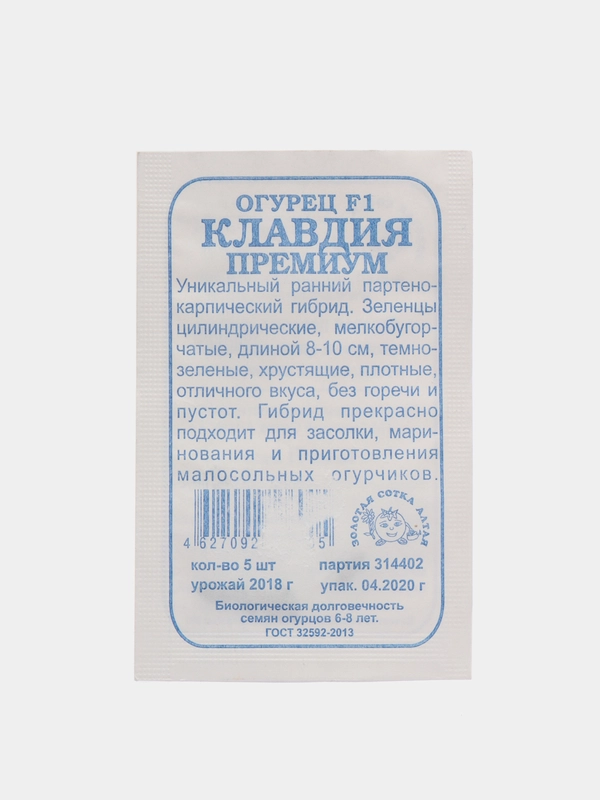 ОГУРЕЦ F1
КЛАВДИЯ
ПРЕМИУМ
Уникальный ранний партено-
карпический гибрид. Зеленцы
цилиндрические, мелкобугор-
чатые, длиной 8-10 см, темно-
зеленые, хрустящие, плотные,
отличного вкуса, без горечи и
пустот. Гибрид прекрасно
подходит для засолки, мари-
нования и приготовления
малосольных огурчиков.
ЗОЛОТАЯ СОТКА АЛТАЯ
кол-во 5 шт партия 314402
урожай 2018 г упак. 04.2020 г
Биологическая долговечность
семян огурцов 6-8 лет.
ГОСТ 32592-2013